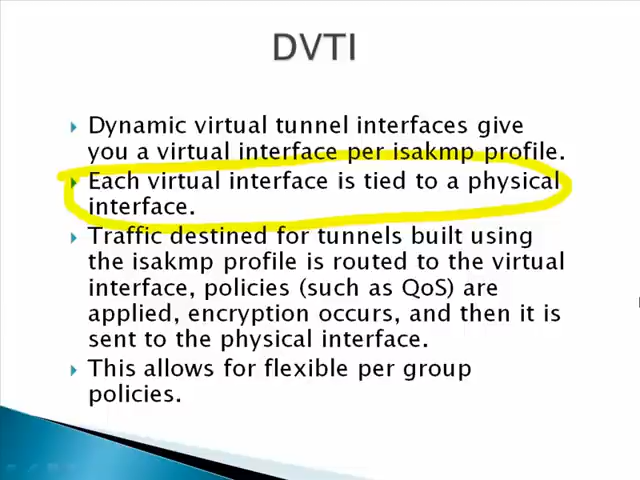 DVTI
Dynamic virtual tunnel interfaces give
you a virtual interface per isakmp profile.
Each virtual interface is tied to a physical
interface.
Traffic destined for tunnels built using
the isakmp profile is routed to the virtual
interface, policies (such as QoS) are
applied, encryption occurs, and then it is
sent to the physical interface.
This allows for flexible per group
policies.